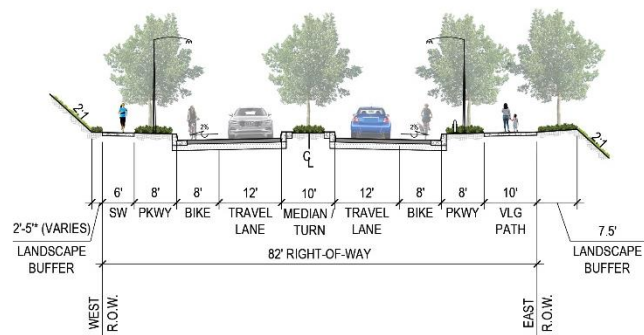 2:1
2%
2%
2:1
C
L
6' 8' 8' 12' 10' 12' 8' 8' 10'
SW PKWY BIKE TRAVEL LANE MEDIAN / TURN TRAVEL LANE BIKE PKWY VLG PATH
2'-5'* (VARIES)
LANDSCAPE
BUFFER
82' RIGHT-OF-WAY
7.5'
LANDSCAPE
BUFFER
WEST
R.O.W.
EAST
R.O.W.